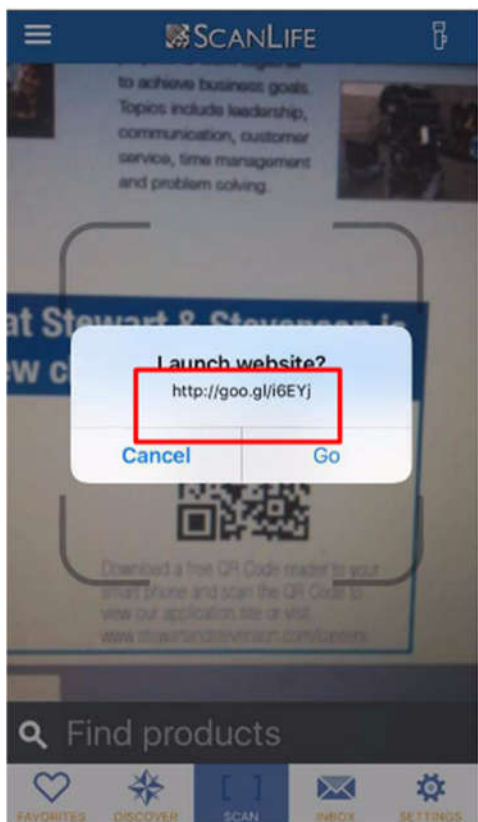 SCANLIFE
to achieve business goals.
Topics include leadership,
communication, customer
service, time management
and problem solving.
at Stewart & Stevenson is
ew c
Launch website?
http://goo.gl/i6EYj
Cancel Go
Download a free QR Code reader to your
smart phone and scan the QR Code to
view our application site or visit
www.stewartandstevenson.com/careers
Find products
FAVORITES DISCOVER SCAN INBOX SETTINGS